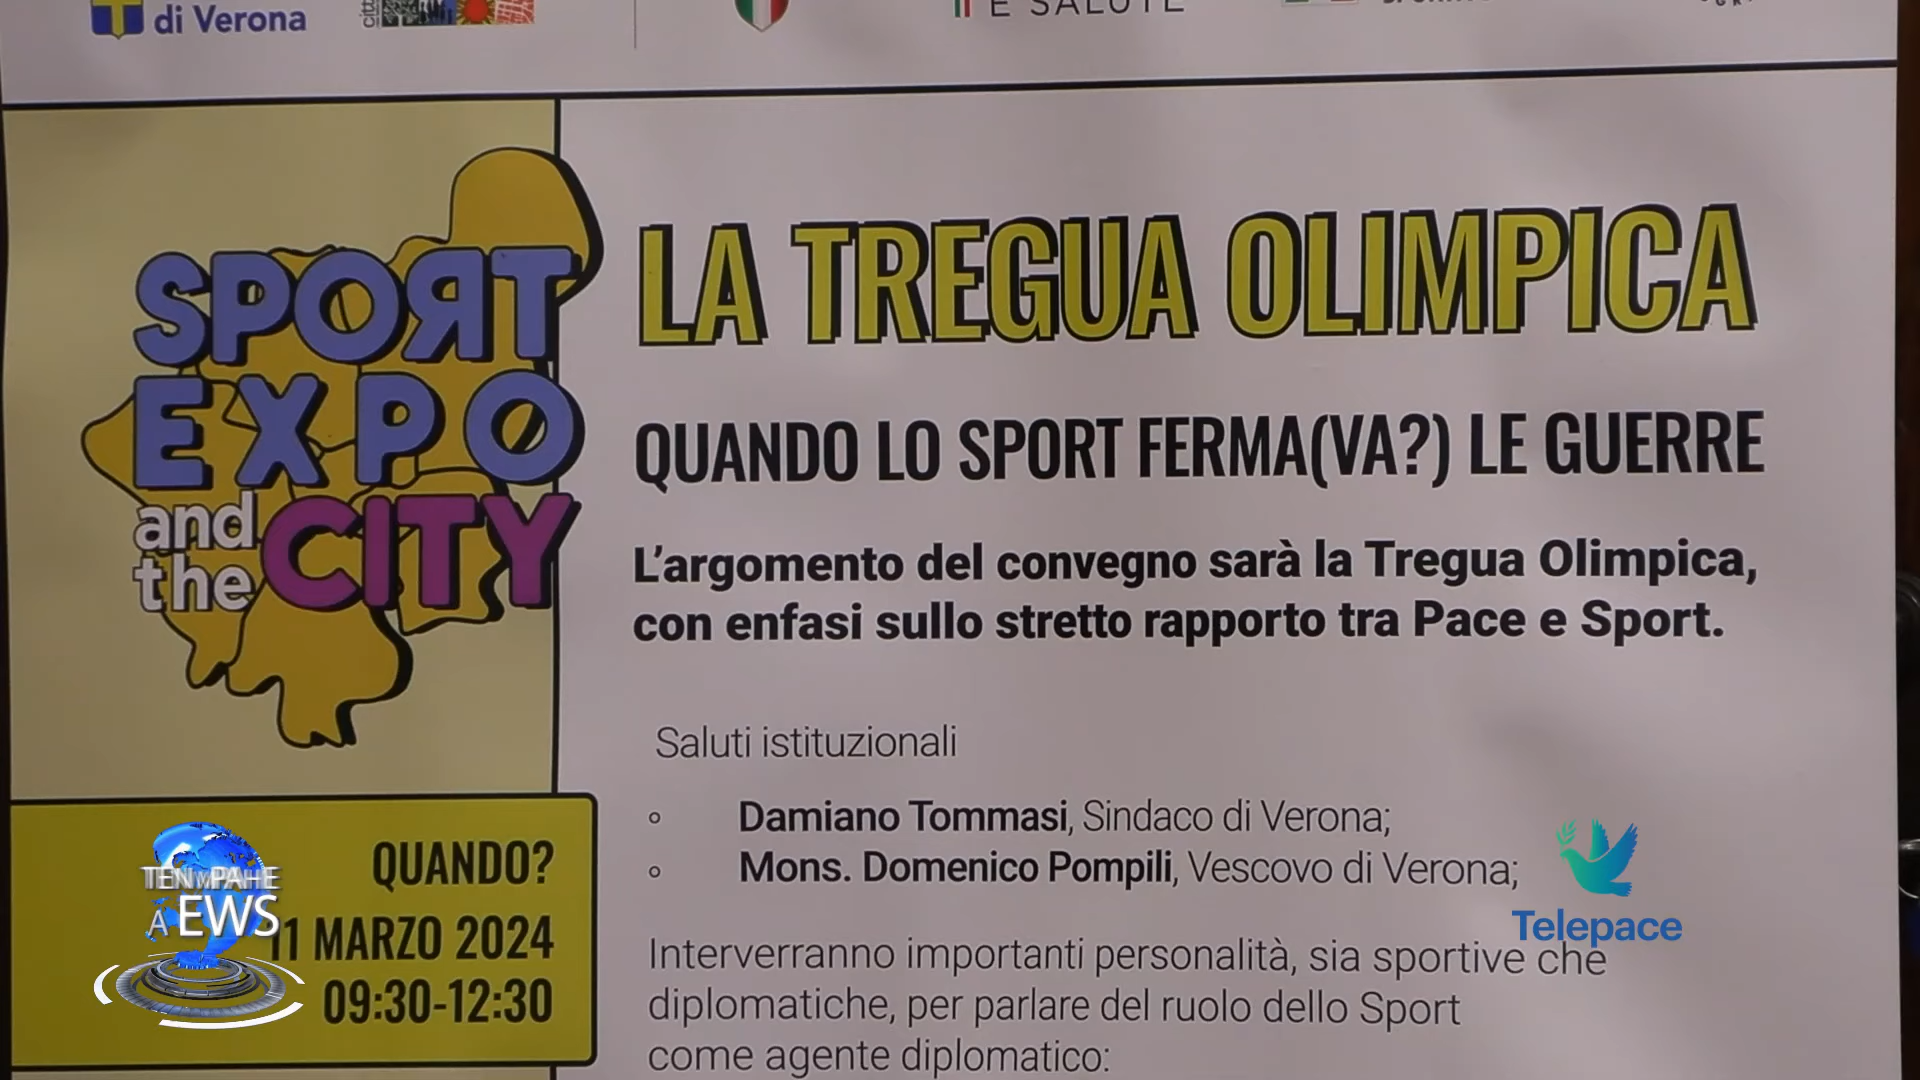 di Verona
E SALUTE
SPORT
EXPO
and
the CITY
LA TREGUA OLIMPICA
QUANDO LO SPORT FERMA(VA?) LE GUERRE
L’argomento del convegno sarà la Tregua Olimpica,
con enfasi sullo stretto rapporto tra Pace e Sport.
Saluti istituzionali
Damiano Tommasi, Sindaco di Verona;
Mons. Domenico Pompili, Vescovo di Verona;
Interverranno importanti personalità, sia sportive che
diplomatiche, per parlare del ruolo dello Sport
come agente diplomatico:
QUANDO?
11 MARZO 2024
09:30-12:30
EWS
Telepace